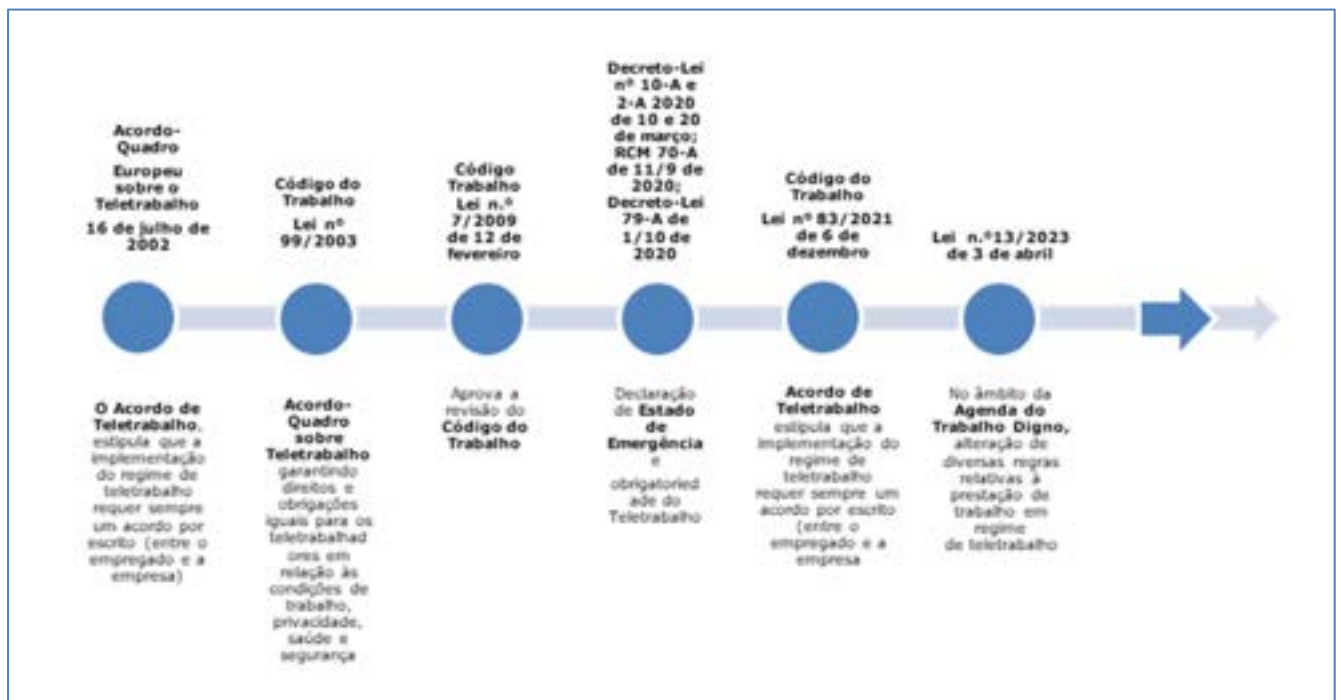 Acordo-
Quadro
Europeu
sobre o
Teletrabalho
16 de julho de
2002
Código do
Trabalho
Lei nº
99/2003
Código
Trabalho
Lei n.º
7/2009
de 12 de
fevereiro
Decreto-Lei
nº 10-A e
2-A 2020
de 10 e 20
de março;
RCM 70-A
de 11/9 de
2020;
Decreto-Lei
79-A de
1/10 de
2020
Código do
Trabalho
Lei nº 83/2021
de 6 de
dezembro
Lei n.º13/2023
de 3 de abril
O Acordo de
Teletrabalho,
estipula que a
implementação
do regime de
teletrabalho
requer sempre
um acordo por
escrito (entre o
empregado e a
empresa)
Acordo-
Quadro
sobre
Teletrabalho
garantindo
direitos e
obrigações
iguais para os
teletrabalhad
ores em
relação às
condições de
trabalho,
privacidade,
saúde e
segurança
Aprova a
revisão do
Código do
Trabalho
Declaração
de Estado
de
Emergência
e
obrigatoried
ade do
Teletrabalho
Acordo de
Teletrabalho
estipula que a
implementação do
regime de
teletrabalho
requer sempre um
acordo por escrito
(entre o
empregado e a
empresa
No âmbito da
Agenda do
Trabalho Digno,
alteração de
diversas regras
relativas à
prestação de
trabalho em
regime
de teletrabalho